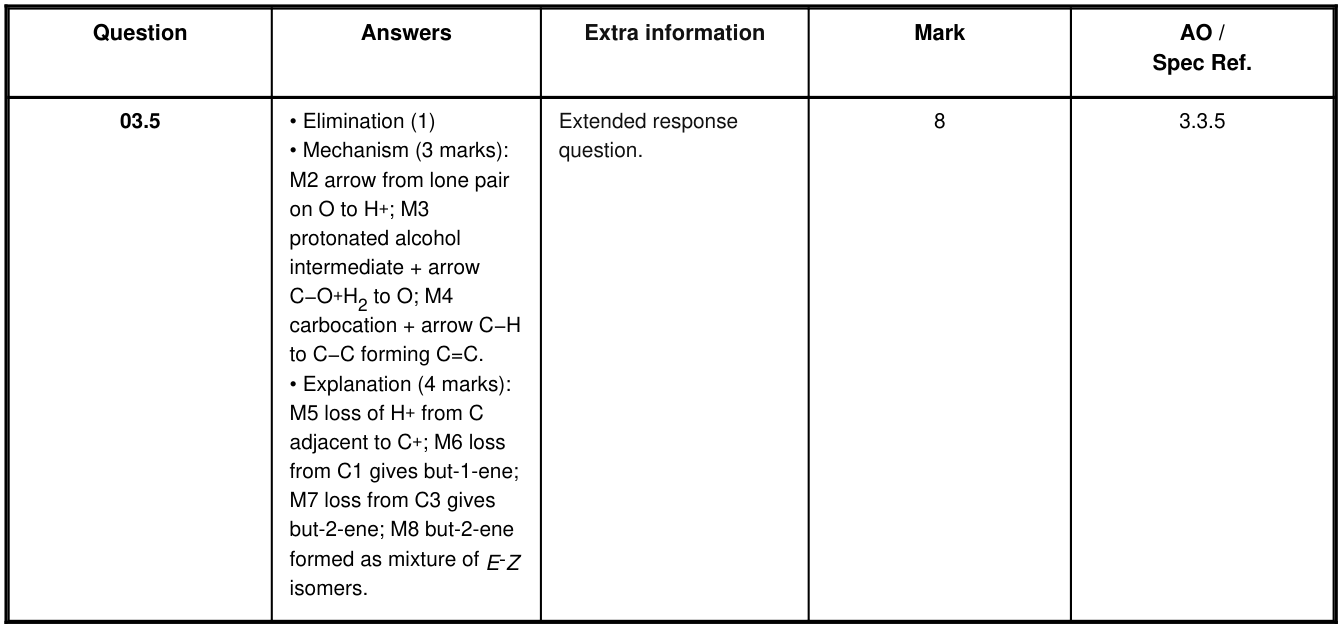 Question Answers Extra information Mark AO /
Spec Ref.
03.5 • Elimination (1) Extended response 8 3.3.5
• Mechanism (3 marks): question.
M2 arrow from lone pair
on O to H+; M3
protonated alcohol
intermediate + arrow
C–O+H2 to O; M4
carbocation + arrow C–H
to C–C forming C=C.
• Explanation (4 marks):
M5 loss of H+ from C
adjacent to C+; M6 loss
from C1 gives but-1-ene;
M7 loss from C3 gives
but-2-ene; M8 but-2-ene
formed as mixture of E-Z
isomers.